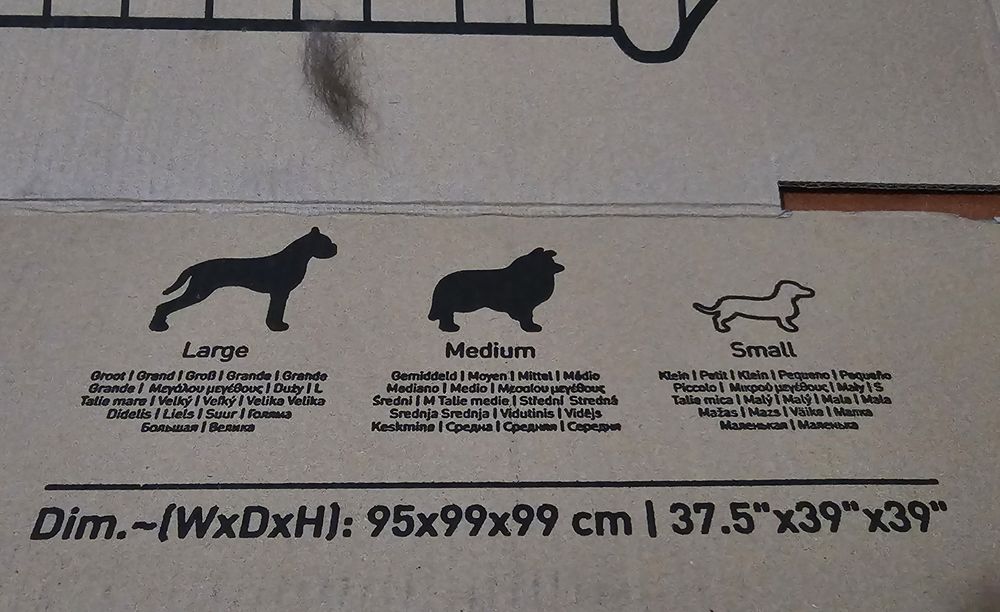 Large
Groot | Grand | Groß | Grande | Grande
Grande | Μεγάλου μεγέθους | Duży | L
Talie mare | Velký | Veľký | Velika Velika
Didelis | Liels | Suur | Голяма
Большая | Велика
Medium
Gemiddeld | Moyen | Mittel | Médio
Mediano | Medio | Μεσαίου μεγέθους
Średni | M Talie medie | Střední Stredná
Srednja Srednja | Vidutinis | Vidējs
Keskmine | Средна | Средняя | Середня
Small
Klein | Petit | Klein | Pequeno | Pequeño
Piccolo | Μικρού μεγέθους | Mały | S
Talie mica | Malý | Malý | Mala | Mala
Mažas | Mazs | Väike | Малка
Маленькая | Маленька
Dim.~(WxDxH): 95x99x99 cm | 37.5"x39"x39"